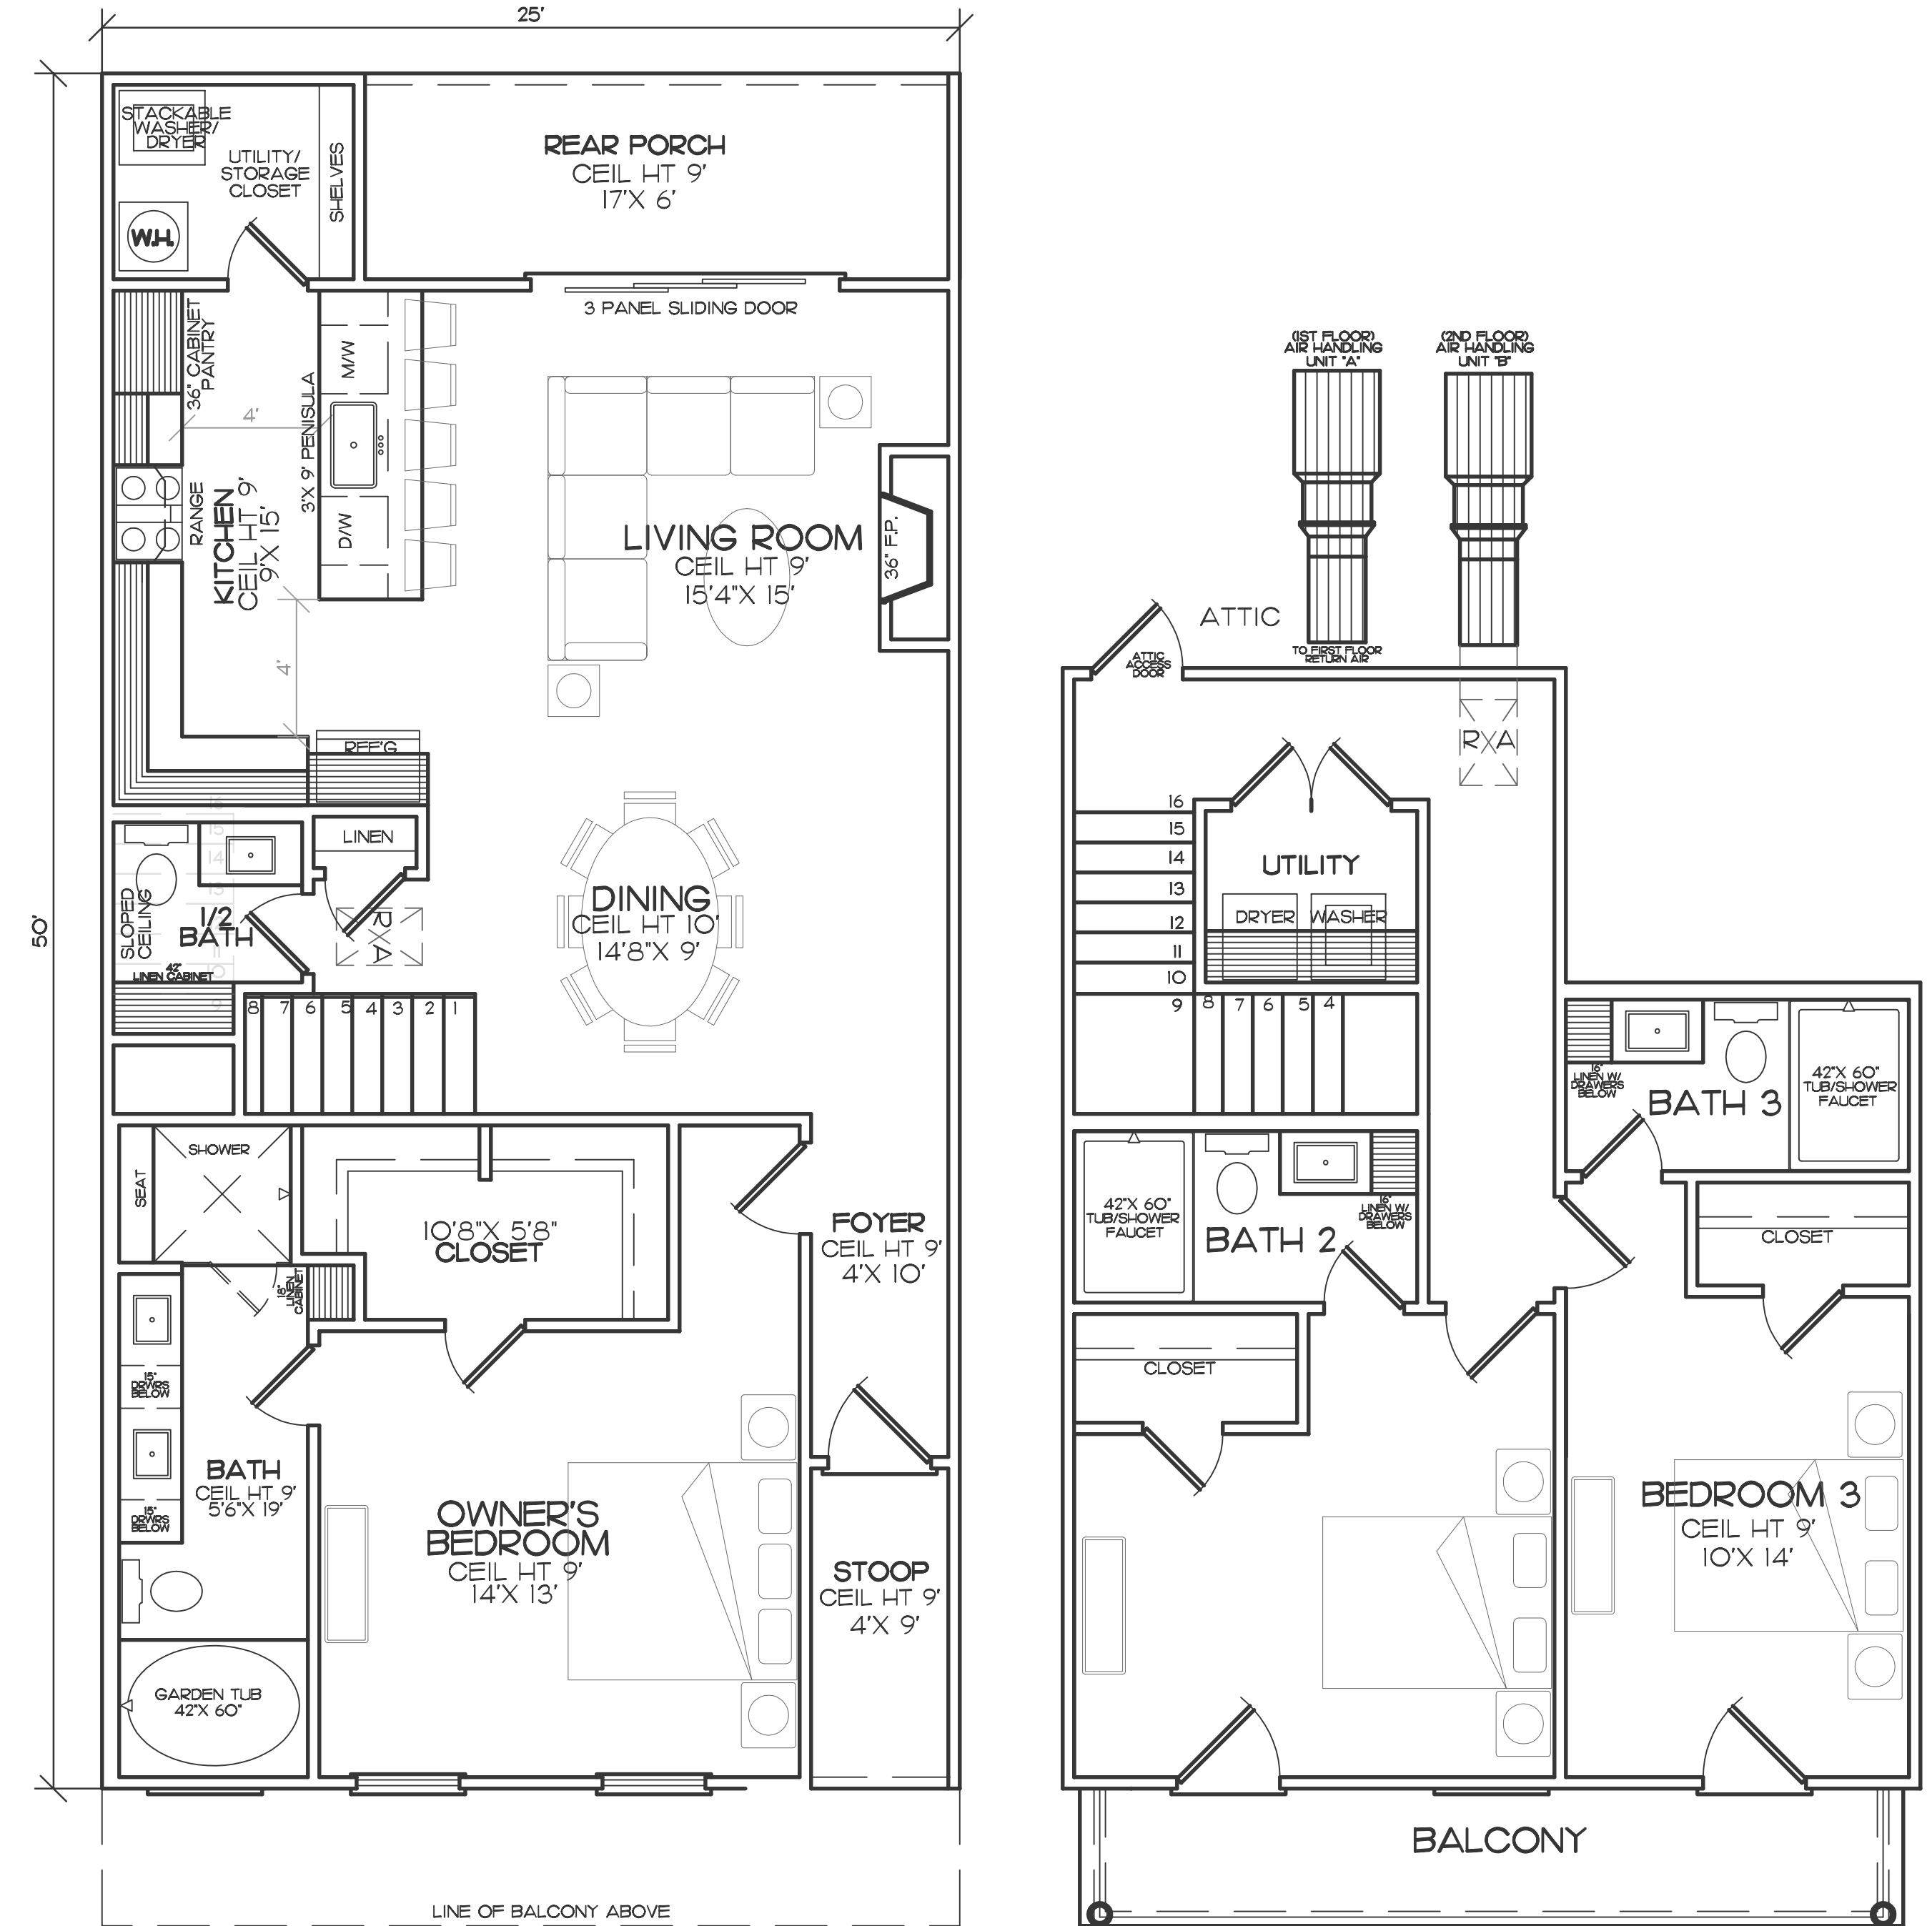 25'
50'
STACKABLE
WASHER/
DRYER
UTILITY/
STORAGE
CLOSET
SHELVES
W.H.
REAR PORCH
CEIL HT 9'
17'X 6'
3 PANEL SLIDING DOOR
36" CABINET
PANTRY
4'
3'X 9' PENISULA
M/W
D/W
RANGE
KITCHEN
CEIL HT 9'
9'X 15'
4'
REF'G
LIVING ROOM
CEIL HT 9'
15'4"X 15'
36" F.P.
LINEN
SLOPED
CEILING
1/2
BATH
42"
LINEN CABINET
R A
16
15
14
13
11
10
9
DINING
CEIL HT 10'
14'8"X 9'
8 7 6 5 4 3 2 1
SEAT
SHOWER
10'8"X 5'8"
CLOSET
18"
LINEN
CABINET
FOYER
CEIL HT 9'
4'X 10'
15"
DRWRS
BELOW
BATH
CEIL HT 9'
5'6"X 19'
15"
DRWRS
BELOW
OWNER'S
BEDROOM
CEIL HT 9'
14'X 13'
STOOP
CEIL HT 9'
4'X 9'
GARDEN TUB
42"X 60"
LINE OF BALCONY ABOVE
(1ST FLOOR)
AIR HANDLING
UNIT "A"
(2ND FLOOR)
AIR HANDLING
UNIT "B"
ATTIC
ATTIC
ACCESS
DOOR
TO FIRST FLOOR
RETURN AIR
R A
16
15
14
13
12
11
10
9 8 7 6 5 4
UTILITY
DRYER WASHER
16"
LINEN W/
DRAWERS
BELOW
BATH 3
42"X 60"
TUB/SHOWER
FAUCET
42"X 60"
TUB/SHOWER
FAUCET
BATH 2
16"
LINEN W/
DRAWERS
BELOW
CLOSET
CLOSET
BEDROOM 3
CEIL HT 9'
10'X 14'
BALCONY